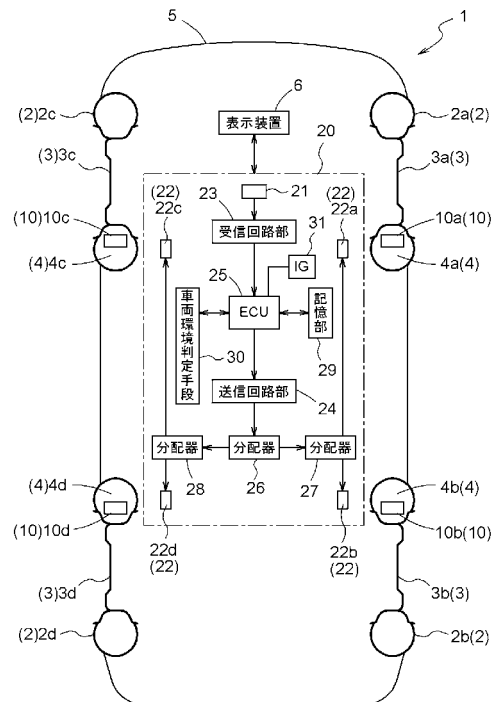 5
1
(2)2c
6
2a(2)
表示装置
20
(3)3c
3a(3)
(22)
22c
23
21
31
(22)
22a
(10)10c
10a(10)
受信回路部
IG
(4)4c
4a(4)
25
ECU
車両環境判定手段
記憶部
30
29
送信回路部
24
分配器
分配器
分配器
(4)4d
4b(4)
28
26
27
(10)10d
10b(10)
22d
(22)
22b
(22)
(3)3d
3b(3)
(2)2d
2b(2)